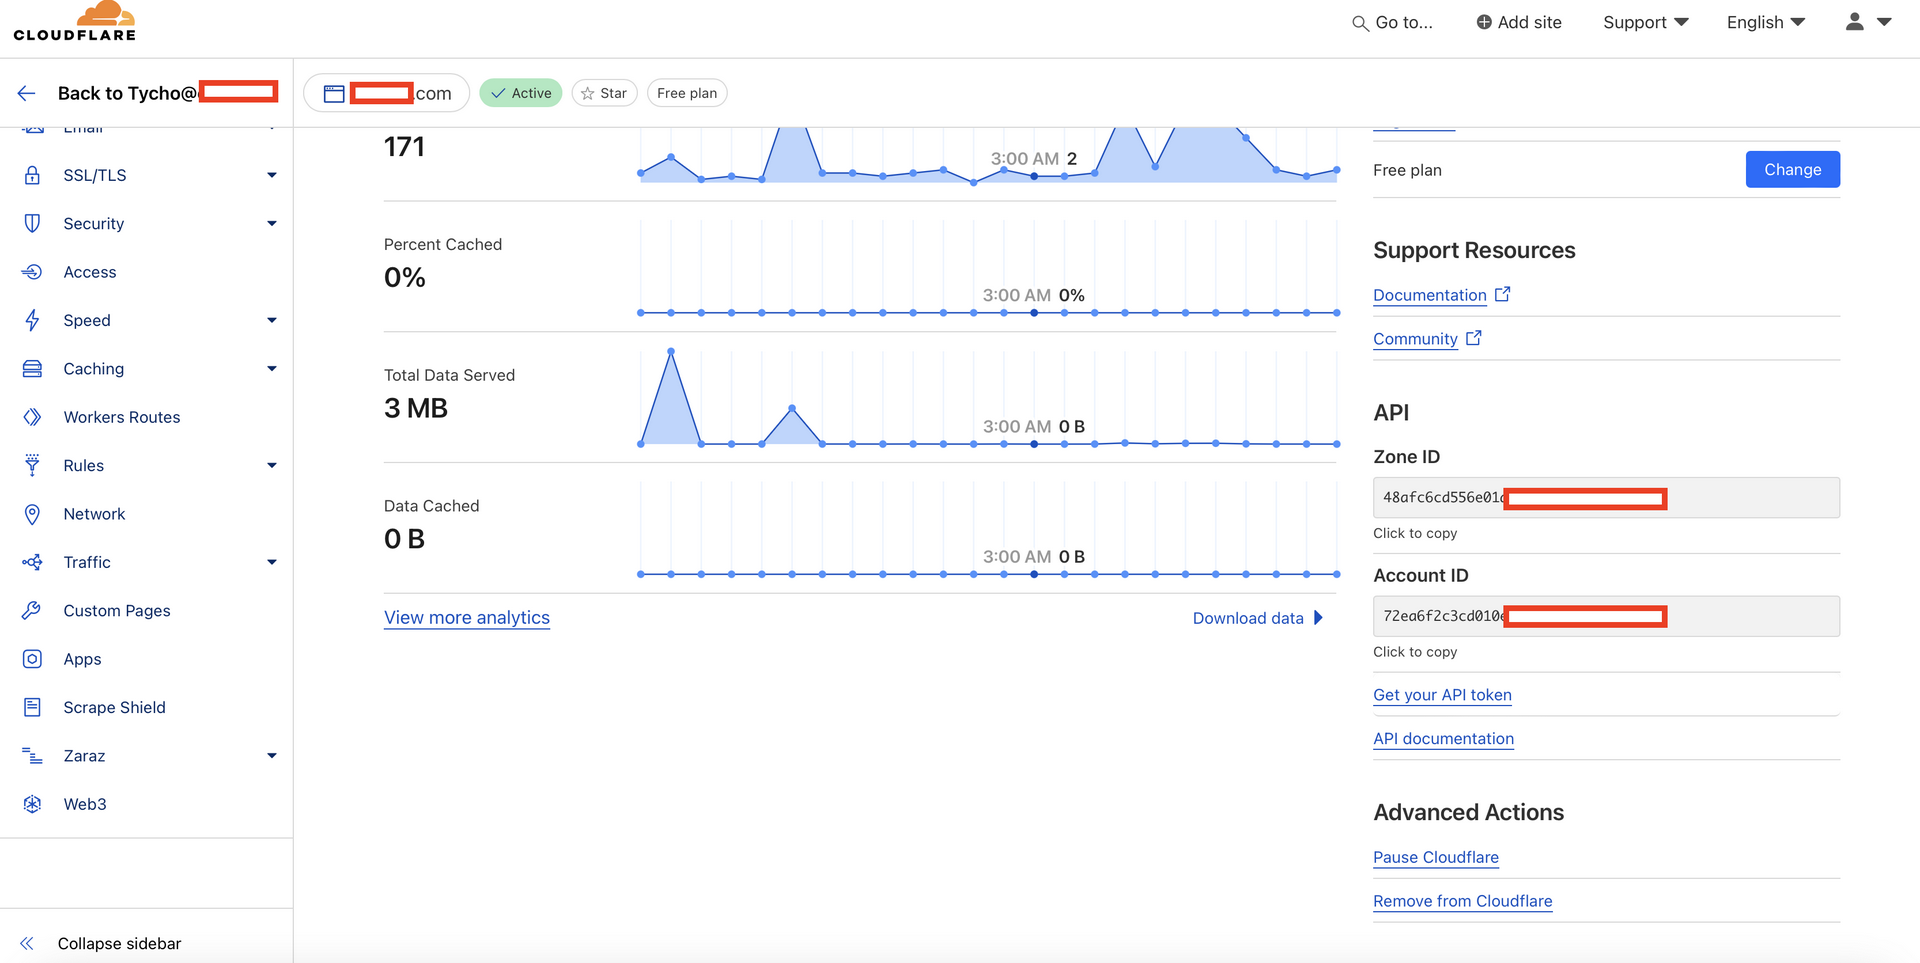 CLOUDFLARE
Go to...
Add site
Support
English
Back to Tycho@
.com
Active
Star
Free plan
Email
SSL/TLS
Security
Access
Speed
Caching
Workers Routes
Rules
Network
Traffic
Custom Pages
Apps
Scrape Shield
Zaraz
Web3
Collapse sidebar
171
3:00 AM 2
Percent Cached
0%
3:00 AM 0%
Total Data Served
3 MB
3:00 AM 0 B
Data Cached
0 B
3:00 AM 0 B
View more analytics
Download data
Free plan
Change
Support Resources
Documentation
Community
API
Zone ID
48afc6cd556e01
Click to copy
Account ID
72ea6f2c3cd010
Click to copy
Get your API token
API documentation
Advanced Actions
Pause Cloudflare
Remove from Cloudflare